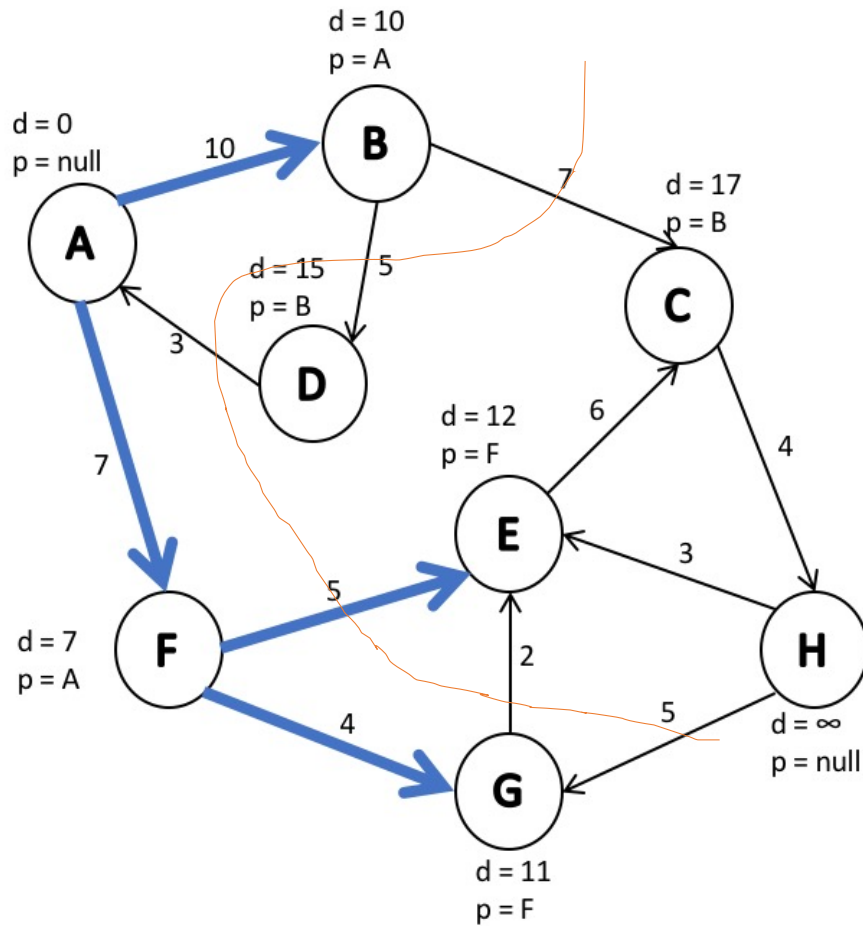 d = 10
p = A
B
d = 0
p = null
10
A
7
d = 17
p = B
C
d = 15
p = B
5
3
D
d = 12
p = F
6
4
7
E
3
5
d = 7
p = A
F
2
H
4
5
d = ∞
p = null
G
d = 11
p = F